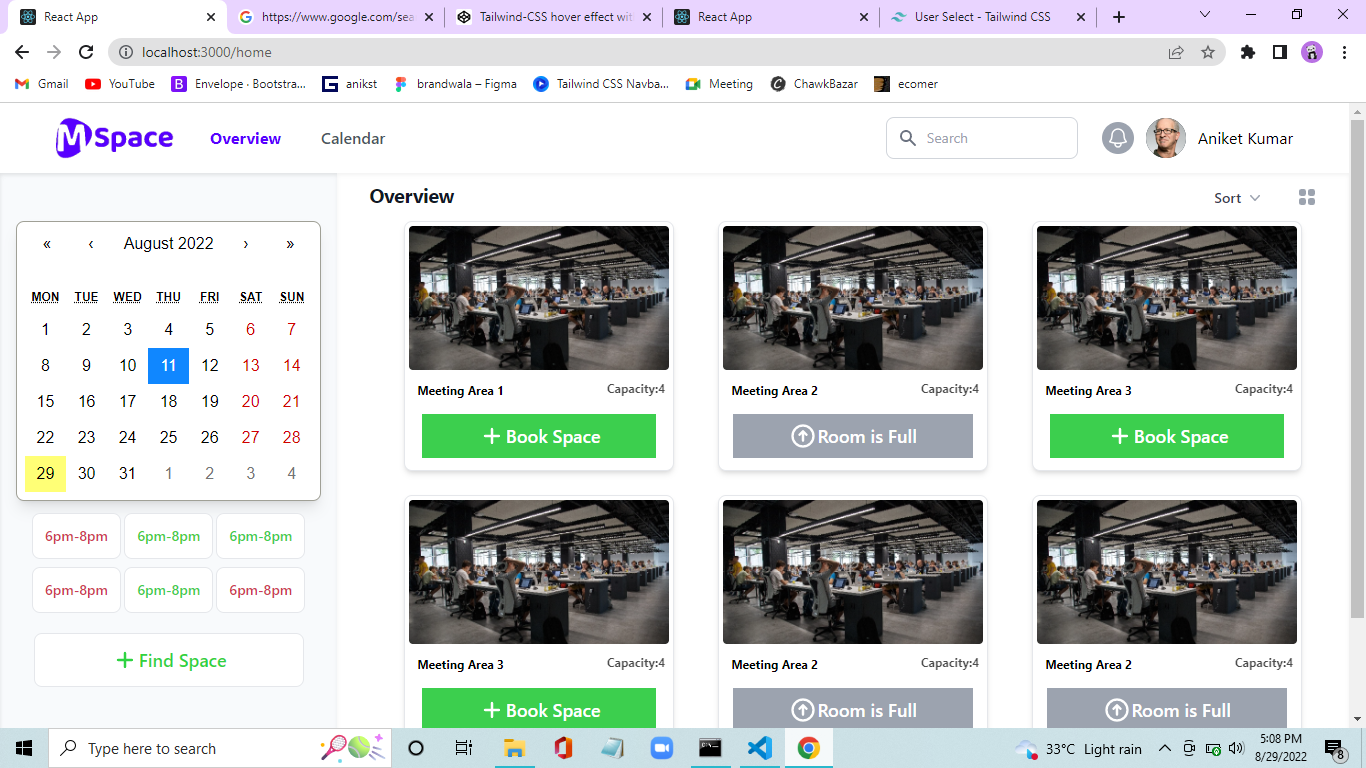 React App
https://www.google.com/sea
Tailwind-CSS hover effect wit
React App
User Select - Tailwind CSS
localhost:3000/home
Gmail
YouTube
Envelope · Bootstra...
anikst
brandwala – Figma
Tailwind CSS Navba...
Meeting
ChawkBazar
ecomer
MSpace
Overview
Calendar
Search
Aniket Kumar
« ‹ August 2022 › »
MON TUE WED THU FRI SAT SUN
1 2 3 4 5 6 7
8 9 10 11 12 13 14
15 16 17 18 19 20 21
22 23 24 25 26 27 28
29 30 31 1 2 3 4
6pm-8pm 6pm-8pm 6pm-8pm
6pm-8pm 6pm-8pm 6pm-8pm
+ Find Space
Overview
Sort
Meeting Area 1 Capacity:4
+ Book Space
Meeting Area 2 Capacity:4
Room is Full
Meeting Area 3 Capacity:4
+ Book Space
Meeting Area 3 Capacity:4
+ Book Space
Meeting Area 2 Capacity:4
Room is Full
Meeting Area 2 Capacity:4
Room is Full
Type here to search
33°C Light rain
5:08 PM
8/29/2022
8